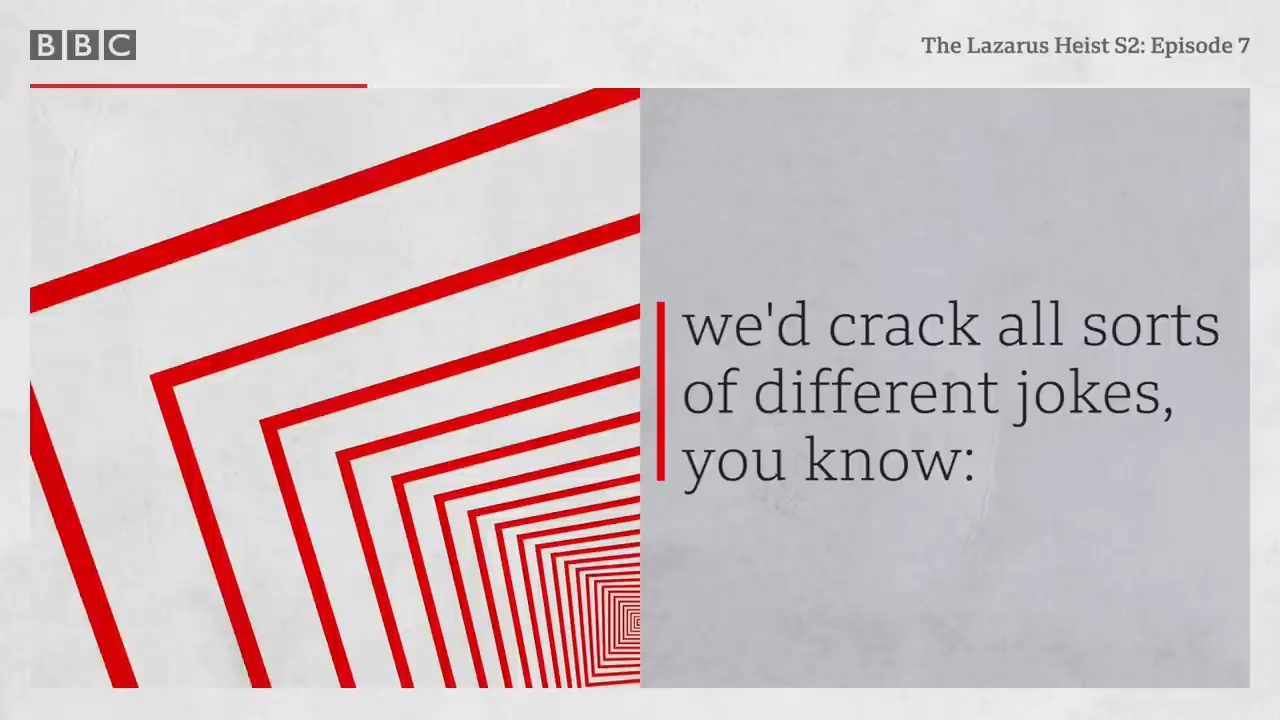 BBC
The Lazarus Heist S2: Episode 7
we'd crack all sorts
of different jokes,
you know: